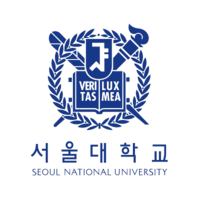 VERI LUX
TAS MEA
서울대학교
SEOUL NATIONAL UNIVERSITY